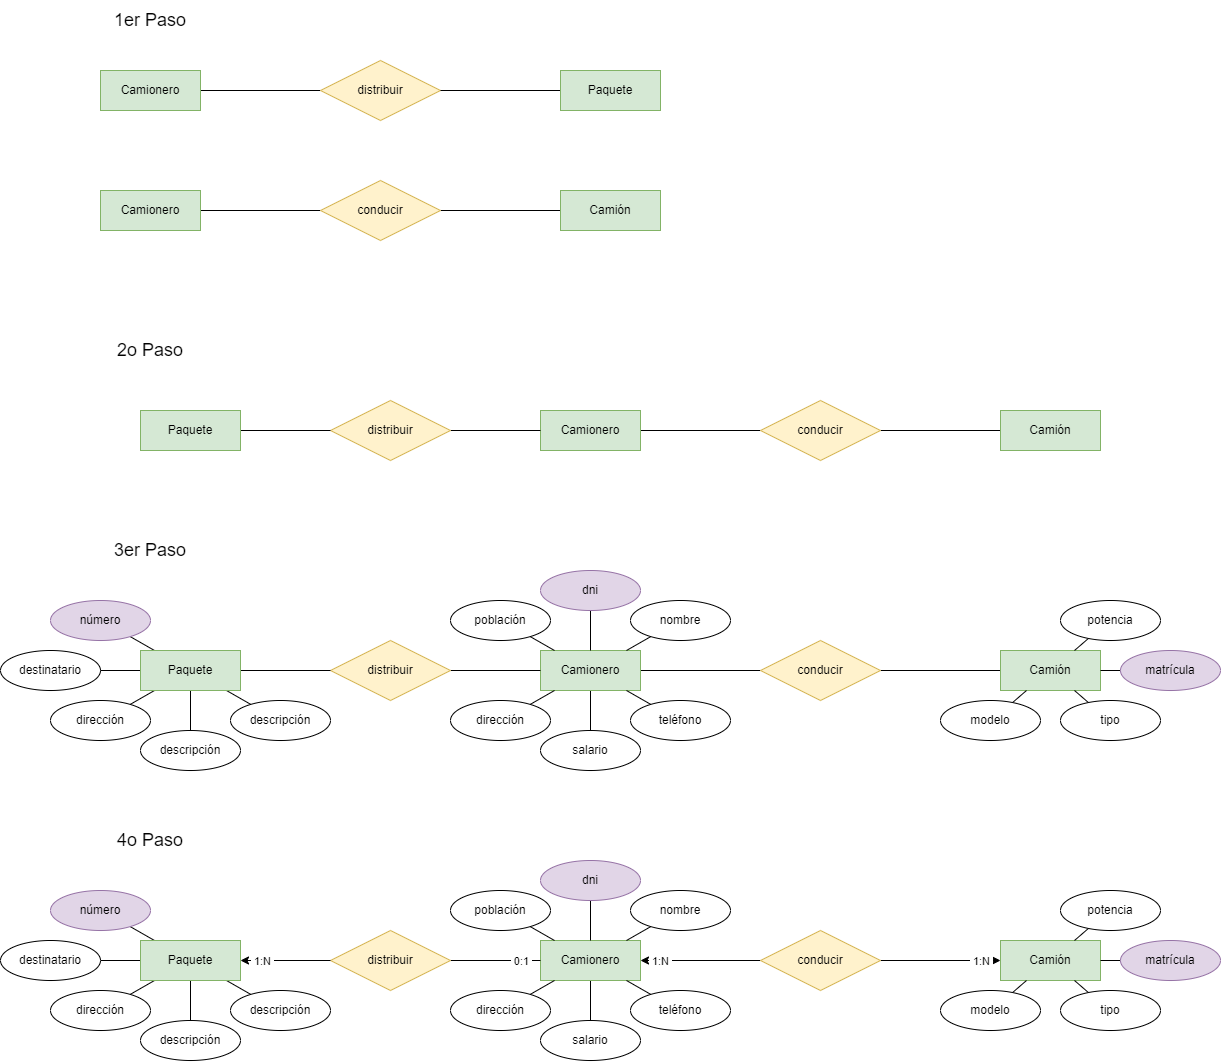 1er Paso
Camionero
distribuir
Paquete
Camionero
conducir
Camión
2o Paso
Paquete
distribuir
Camionero
conducir
Camión
3er Paso
dni
número
población
nombre
potencia
destinatario
Paquete
distribuir
Camionero
conducir
Camión
matrícula
dirección
descripción
dirección
teléfono
modelo
tipo
descripción
salario
4o Paso
dni
número
población
nombre
potencia
destinatario
Paquete
1:N
distribuir
0:1
Camionero
1:N
conducir
1:N
Camión
matrícula
dirección
descripción
dirección
teléfono
modelo
tipo
descripción
salario